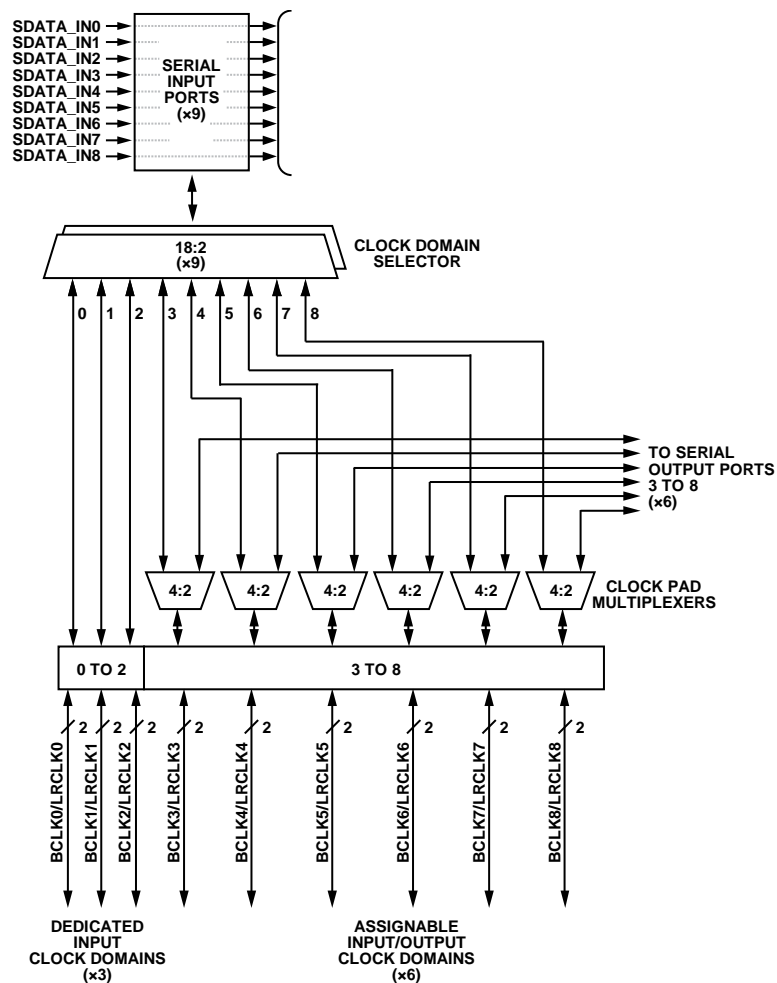 SDATA_IN0
SDATA_IN1
SDATA_IN2
SDATA_IN3
SDATA_IN4
SDATA_IN5
SDATA_IN6
SDATA_IN7
SDATA_IN8
SERIAL
INPUT
PORTS
(×9)
18:2
(×9)
CLOCK DOMAIN
SELECTOR
0 1 2 3 4 5 6 7 8
TO SERIAL
OUTPUT PORTS
3 TO 8
(×6)
4:2 4:2 4:2 4:2 4:2 4:2
CLOCK PAD
MULTIPLEXERS
0 TO 2 3 TO 8
2 2 2 2 2 2 2 2 2
BCLK0/LRCLK0
BCLK1/LRCLK1
BCLK2/LRCLK2
BCLK3/LRCLK3
BCLK4/LRCLK4
BCLK5/LRCLK5
BCLK6/LRCLK6
BCLK7/LRCLK7
BCLK8/LRCLK8
DEDICATED
INPUT
CLOCK DOMAINS
(×3)
ASSIGNABLE
INPUT/OUTPUT
CLOCK DOMAINS
(×6)